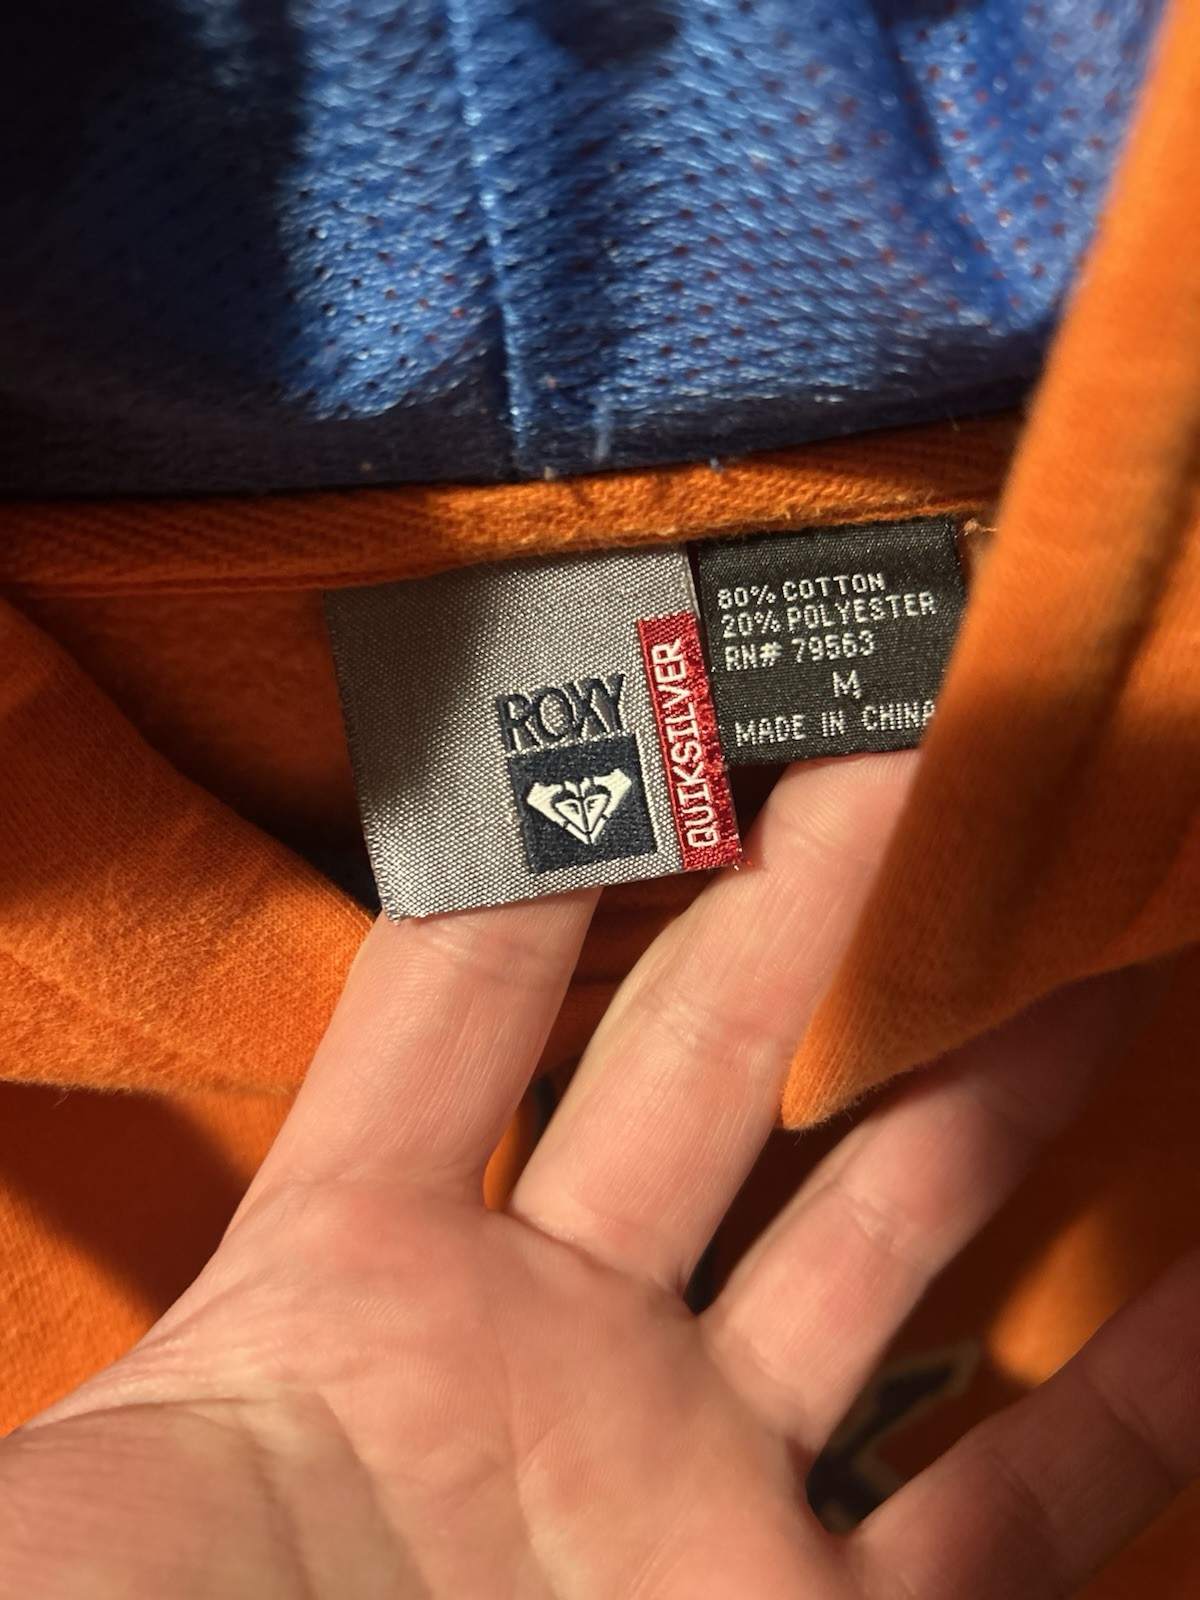 ROXY
QUIKSILVER
80% COTTON
20% POLYESTER
RN# 79563
M
MADE IN CHINA